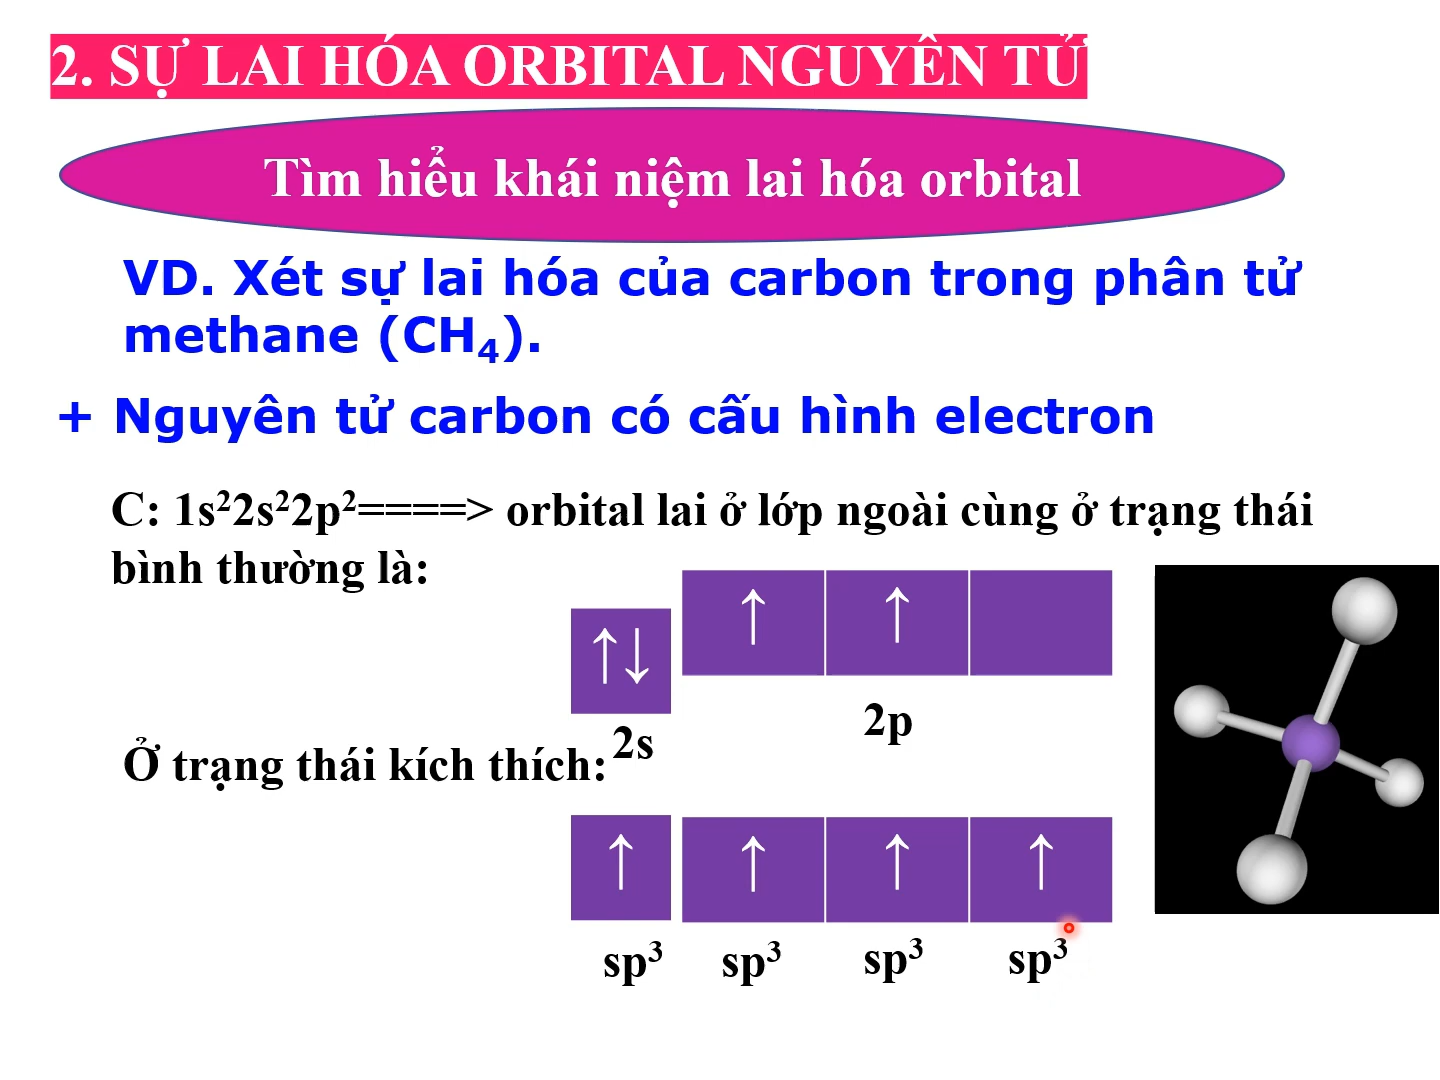 2. SỰ LAI HÓA ORBITAL NGUYÊN TỬ
Tìm hiểu khái niệm lai hóa orbital
VD. Xét sự lai hóa của carbon trong phân tử
methane (CH₄).
+ Nguyên tử carbon có cấu hình electron
C: 1s²2s²2p²====> orbital lai ở lớp ngoài cùng ở trạng thái
bình thường là:
↑↓ ↑ ↑
2s 2p
Ở trạng thái kích thích:
↑ ↑ ↑ ↑
sp³ sp³ sp³ sp³